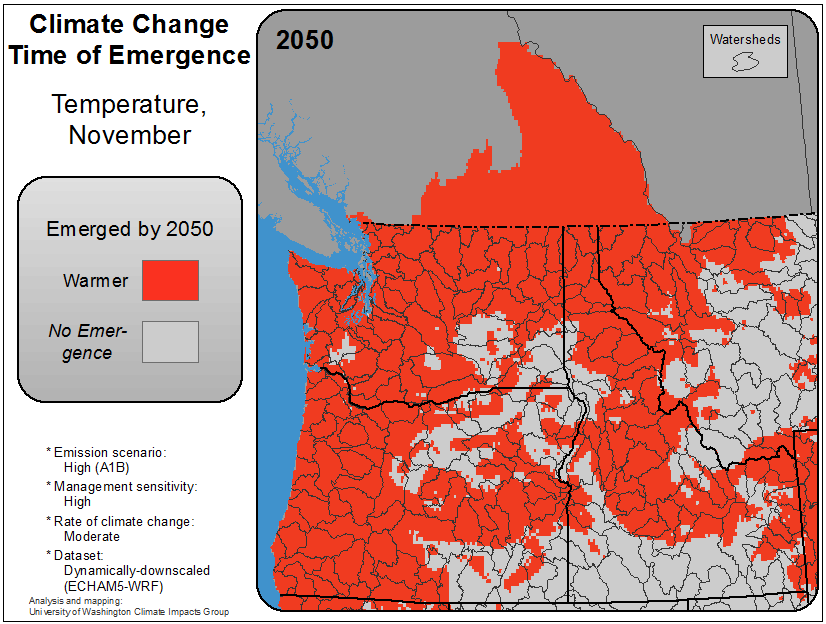 Climate Change
Time of Emergence
Temperature,
November
Emerged by 2050
Warmer
No Emer-
gence
* Emission scenario:
High (A1B)
* Management sensitivity:
High
* Rate of climate change:
Moderate
* Dataset:
Dynamically-downscaled
(ECHAM5-WRF)
Analysis and mapping:
University of Washington Climate Impacts Group
2050
Watersheds